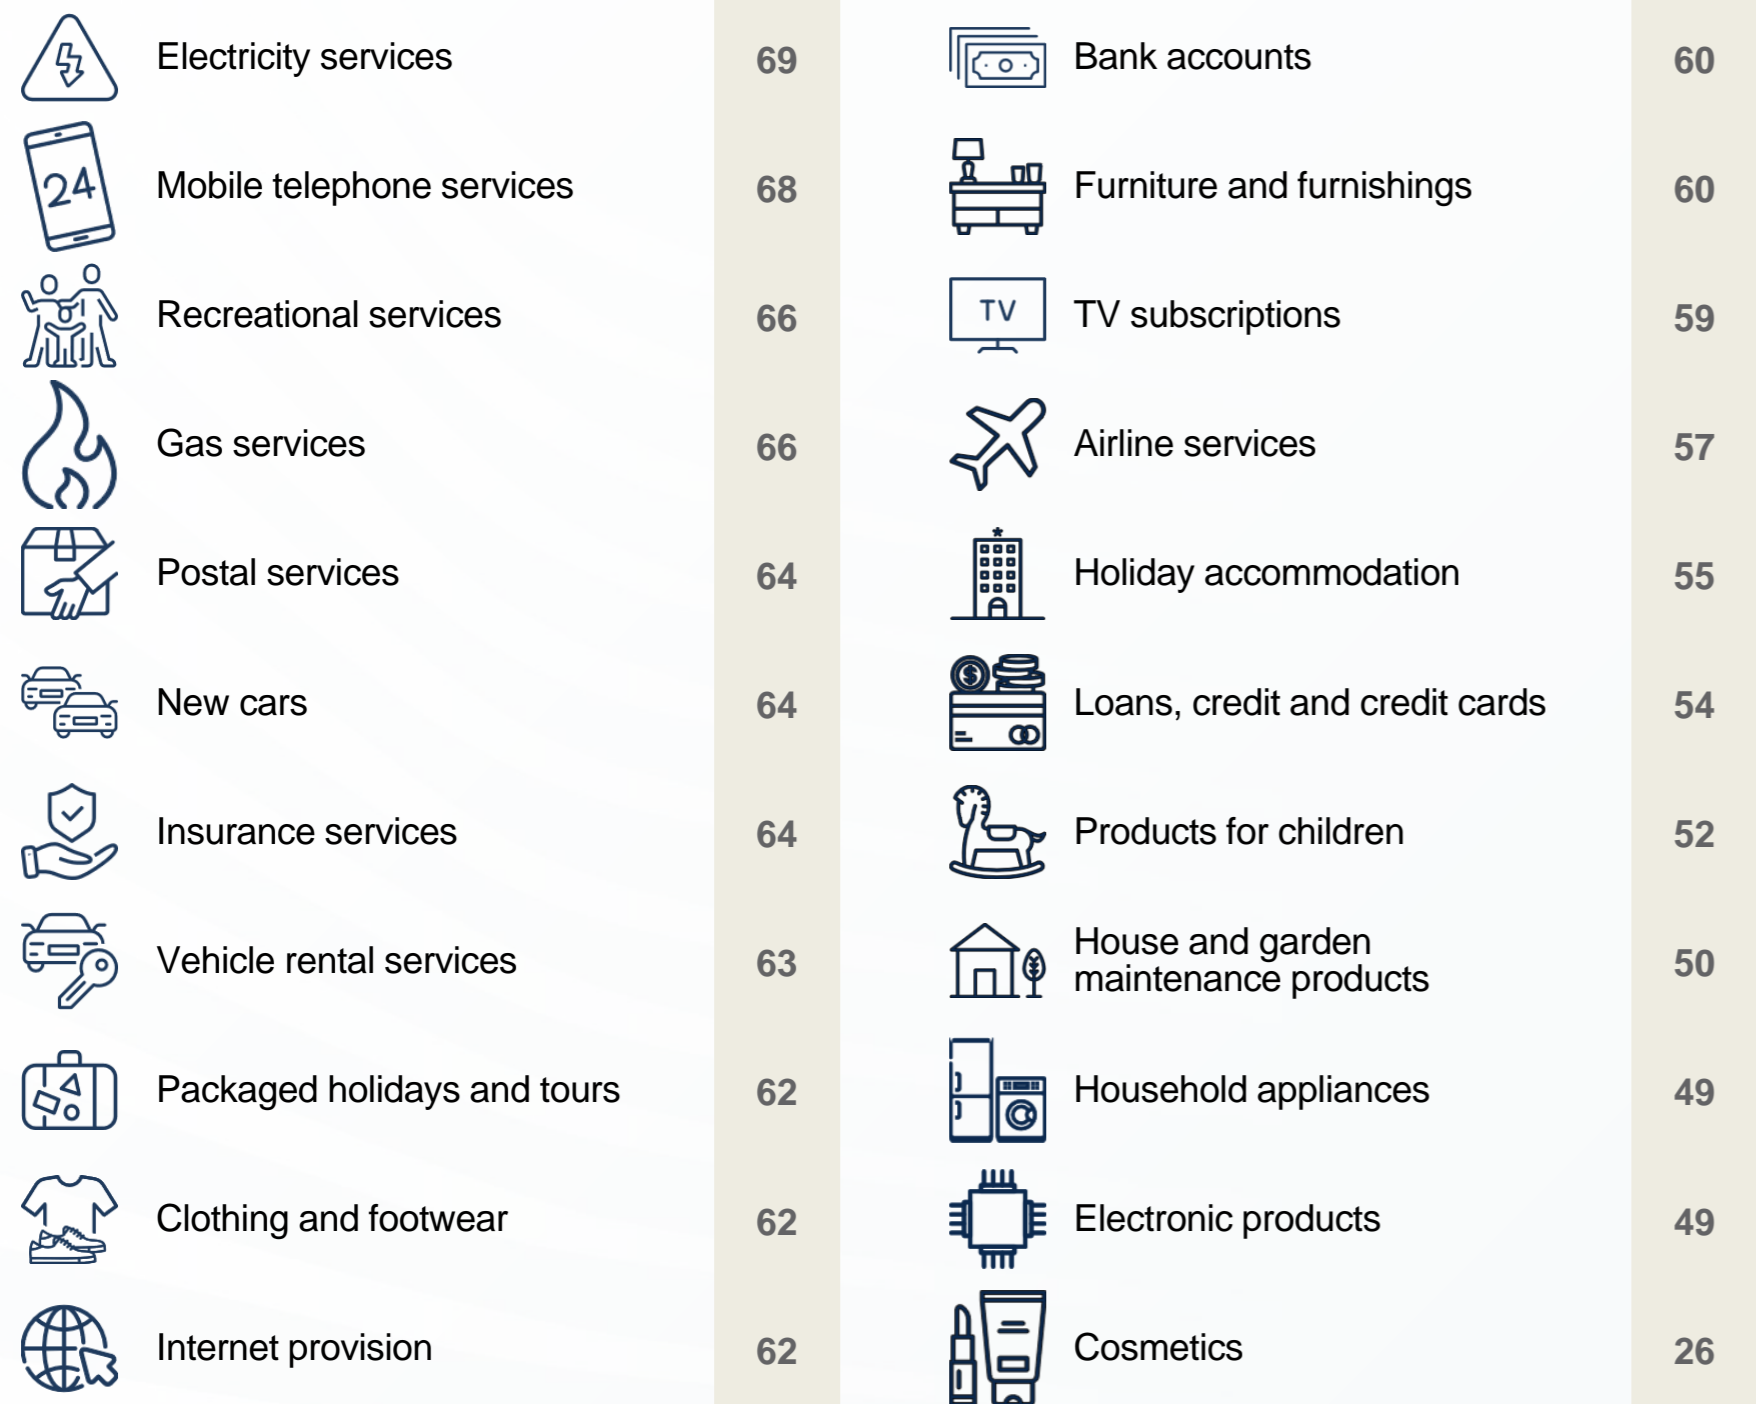 Electricity services 69
24
Mobile telephone services 68
Recreational services 66
Gas services 66
Postal services 64
New cars 64
Insurance services 64
Vehicle rental services 63
Packaged holidays and tours 62
Clothing and footwear 62
Internet provision 62
Bank accounts 60
Furniture and furnishings 60
TV
TV subscriptions 59
Airline services 57
Holiday accommodation 55
$
Loans, credit and credit cards 54
Products for children 52
House and garden
maintenance products 50
Household appliances 49
Electronic products 49
Cosmetics 26